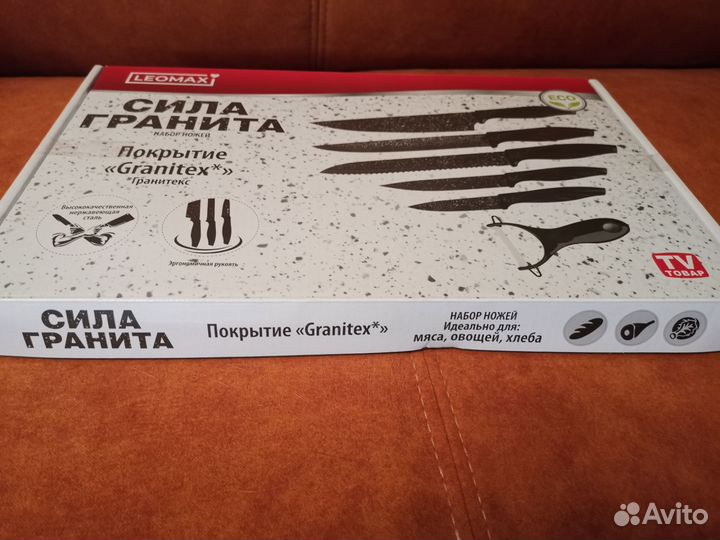 LEOMAX
СИЛА
ГРАНИТА
НАБОР НОЖЕЙ
Покрытие
«Granitex*»
*Гранитекс
Высококачественная
нержавеющая
сталь
Эргономичная рукоять
ECO
TV
ТОВАР
СИЛА
ГРАНИТА
Покрытие «Granitex*»
НАБОР НОЖЕЙ
Идеально для:
мяса, овощей, хлеба
Avito